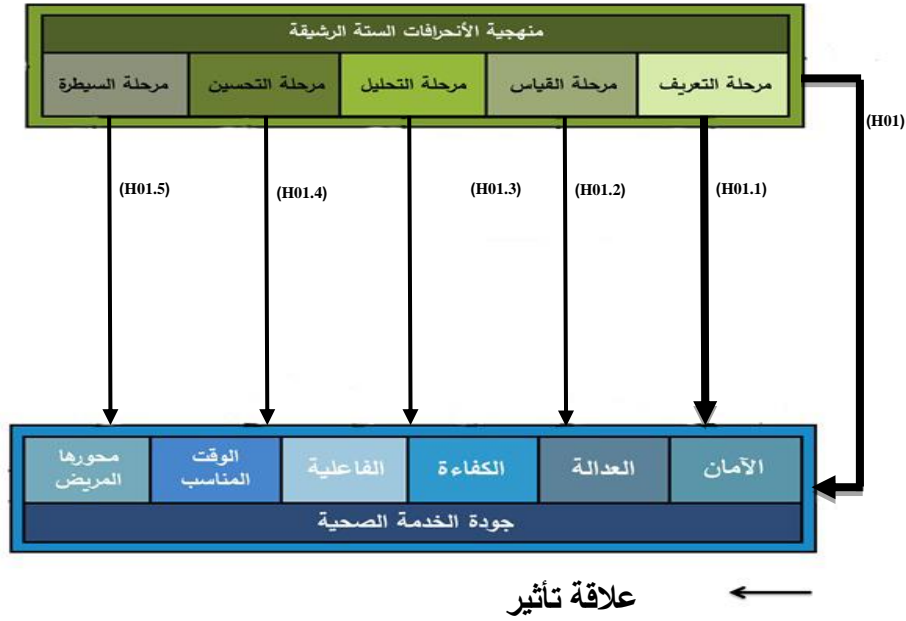 منهجية الأنحرافات الستة الرشيقة
مرحلة التعريف
مرحلة القياس
مرحلة التحليل
مرحلة التحسين
مرحلة السيطرة
(H01)
(H01.1)
(H01.2)
(H01.3)
(H01.4)
(H01.5)
الآمان
العدالة
الكفاءة
الفاعلية
الوقت
المناسب
محورها
المريض
جودة الخدمة الصحية
علاقة تأثير